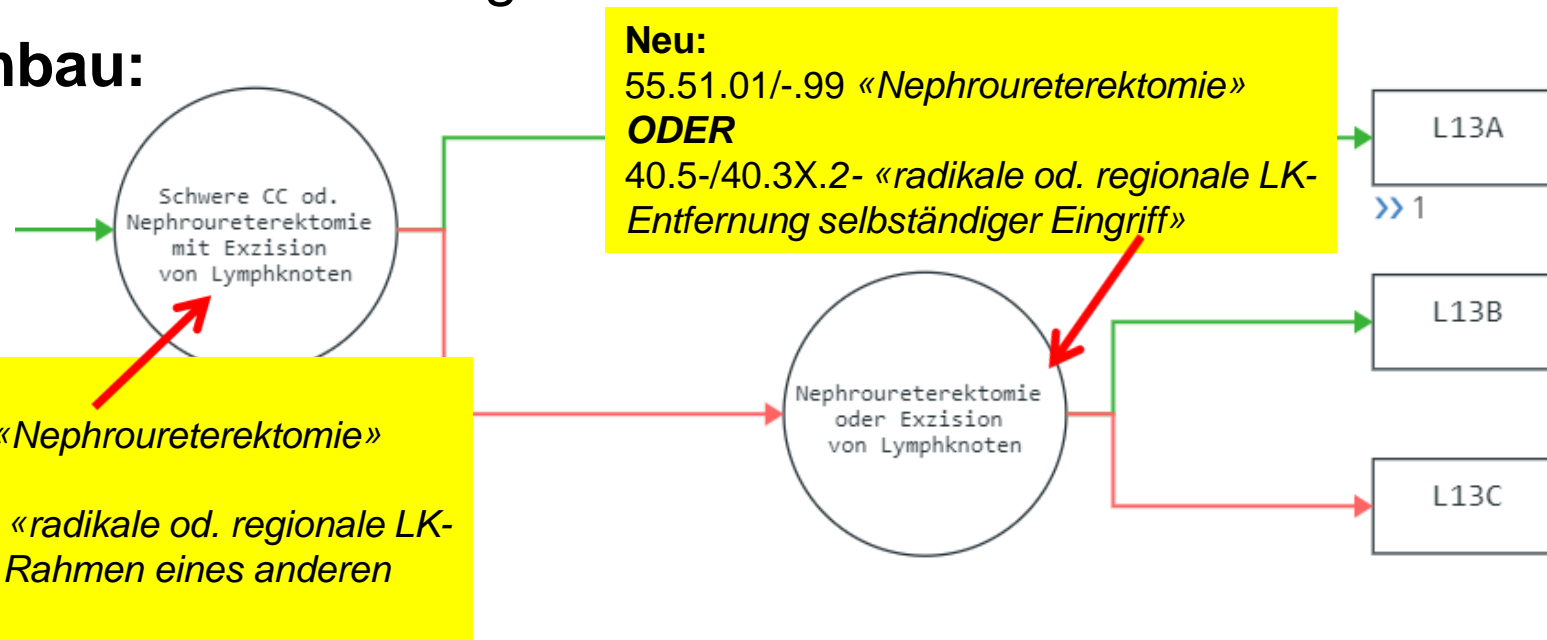 nbau:
Neu:
55.51.01/-.99 «Nephroureterektomie»
ODER
40.5-/40.3X.2- «radikale od. regionale LK-
Entfernung selbständiger Eingriff»
Schwere CC od.
Nephroureterektomie
mit Exzision
von Lymphknoten
L13A
1
L13B
Nephroureterektomie
oder Exzision
von Lymphknoten
L13C
«Nephroureterektomie»
«radikale od. regionale LK-
Rahmen eines anderen